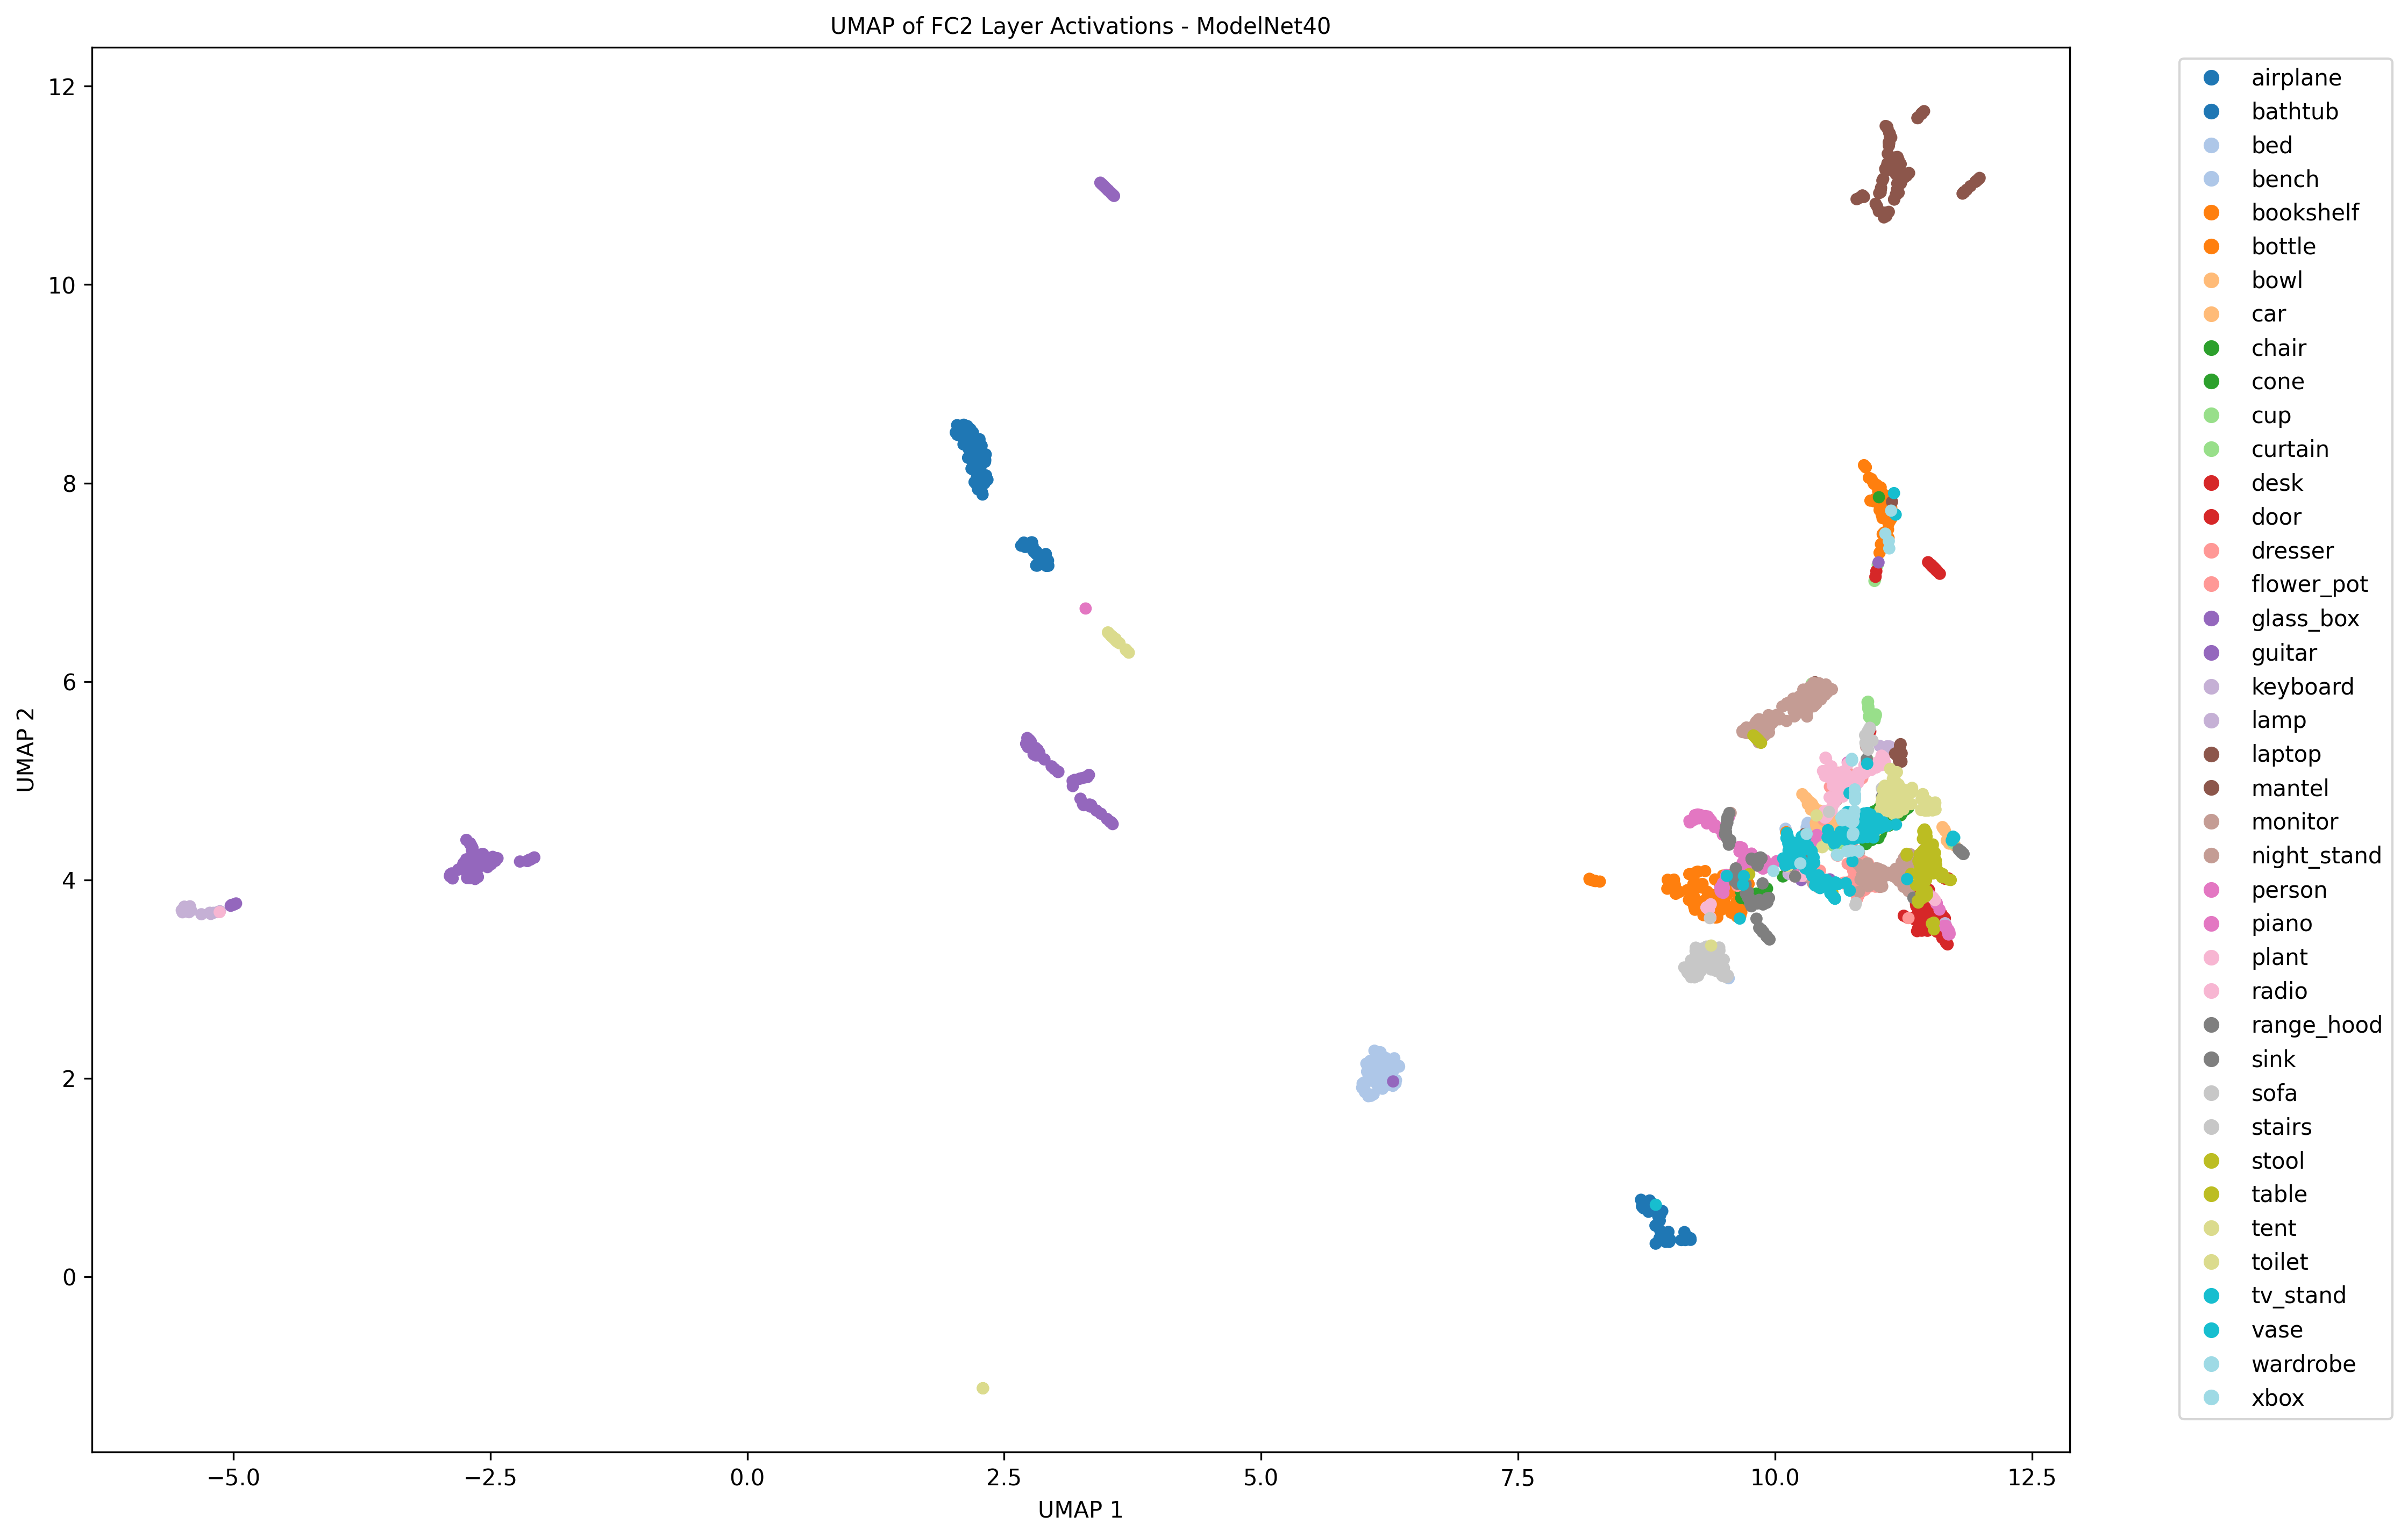 UMAP of FC2 Layer Activations - ModelNet40
12
10
8
6
4
2
0
UMAP 2
−5.0
−2.5
0.0
2.5
5.0
7.5
10.0
12.5
UMAP 1
airplane
bathtub
bed
bench
bookshelf
bottle
bowl
car
chair
cone
cup
curtain
desk
door
dresser
flower_pot
glass_box
guitar
keyboard
lamp
laptop
mantel
monitor
night_stand
person
piano
plant
radio
range_hood
sink
sofa
stairs
stool
table
tent
toilet
tv_stand
vase
wardrobe
xbox